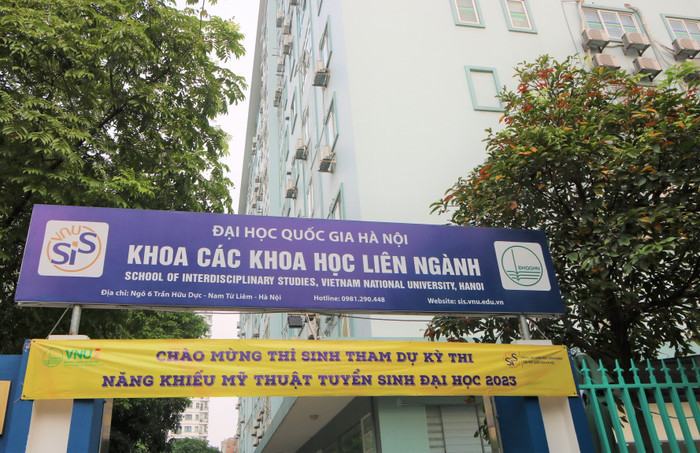 ĐẠI HỌC QUỐC GIA HÀ NỘI
VNU
SiS
KHOA CÁC KHOA HỌC LIÊN NGÀNH
ĐHQGHN
SCHOOL OF INTERDISCIPLINARY STUDIES, VIETNAM NATIONAL UNIVERSITY, HANOI
Địa chỉ: Ngõ 6 Trần Hữu Dực - Nam Từ Liêm - Hà Nội Hotline: 0981.290.448 Website: sis.vnu.edu.vn
VNU
CHÀO MỪNG THÍ SINH THAM DỰ KỲ THI
SiS
NĂNG KHIẾU MỸ THUẬT TUYỂN SINH ĐẠI HỌC 2023